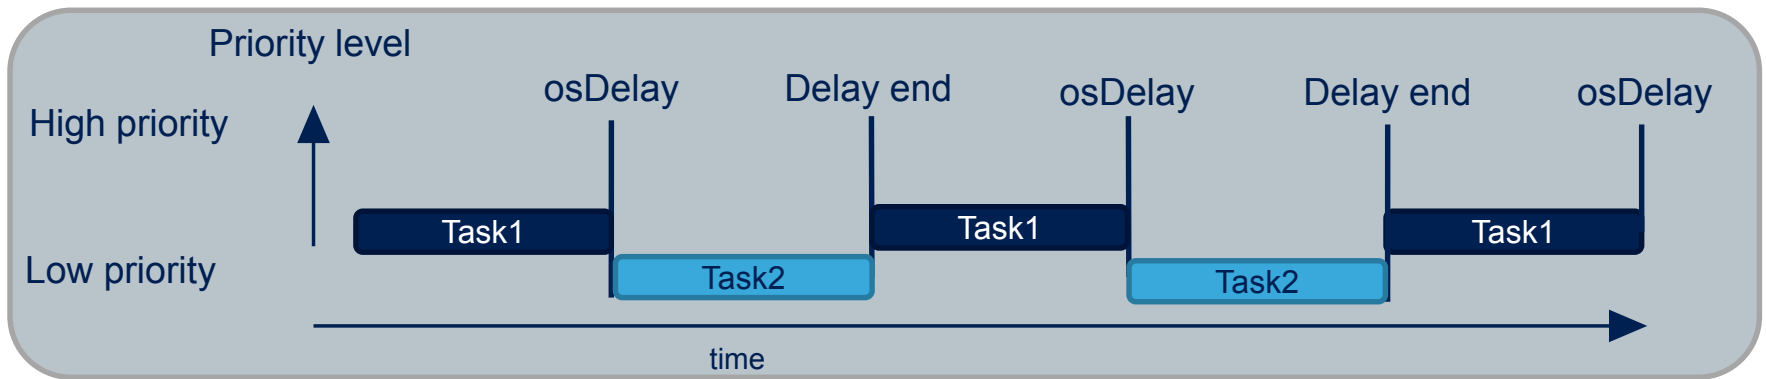 Priority level
osDelay
Delay end
osDelay
Delay end
osDelay
High priority
Task1
Task1
Task1
Low priority
Task2
Task2
time